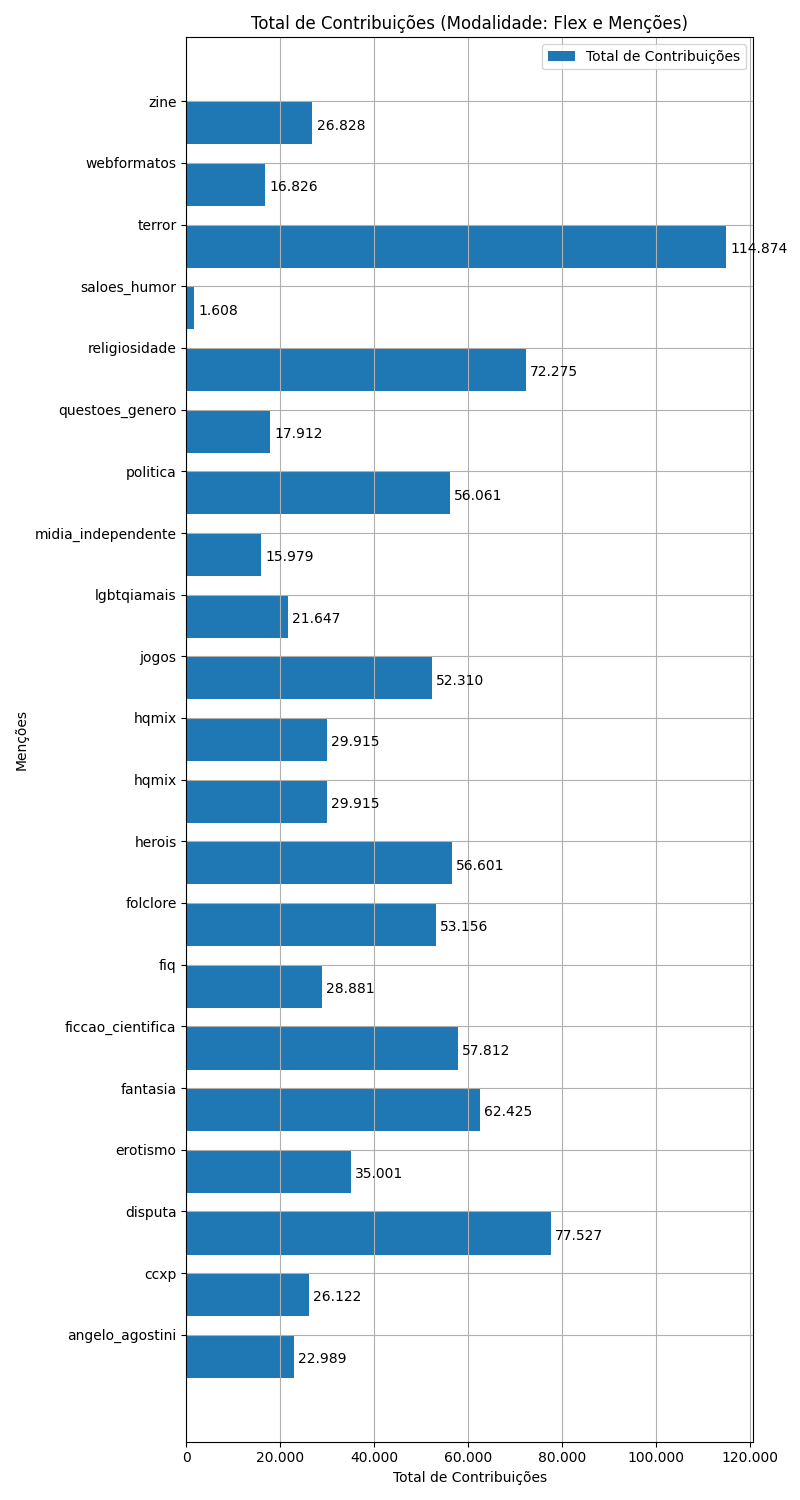 Total de Contribuições (Modalidade: Flex e Menções)
Total de Contribuições
zine
26.828
webformatos
16.826
terror
114.874
saloes_humor
1.608
religiosidade
72.275
questoes_genero
17.912
politica
56.061
midia_independente
15.979
lgbtqiamais
21.647
jogos
52.310
hqmix
29.915
hqmix
29.915
herois
56.601
folclore
53.156
fiq
28.881
ficcao_cientifica
57.812
fantasia
62.425
erotismo
35.001
disputa
77.527
ccxp
26.122
angelo_agostini
22.989
Menções
0 20.000 40.000 60.000 80.000 100.000 120.000
Total de Contribuições